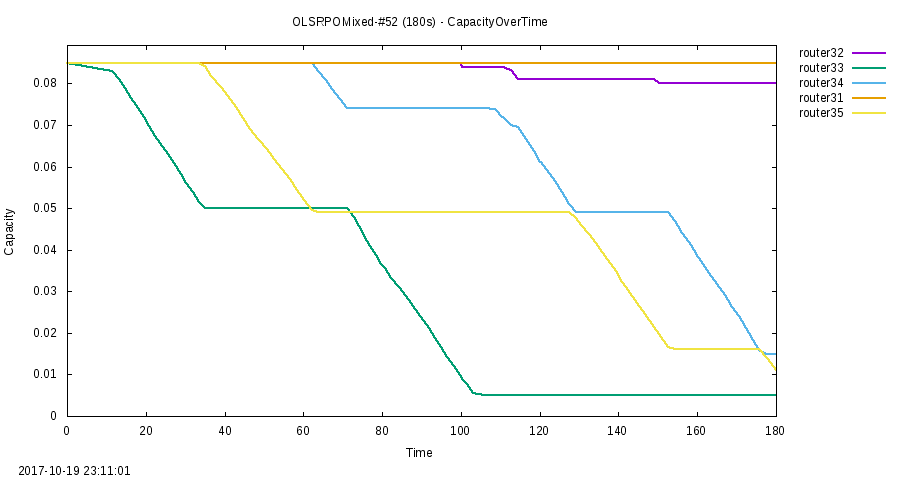 OLSRPOMixed-#52 (180s) - CapacityOverTime
router32
router33
router34
router31
router35
0.08
0.07
0.06
0.05
0.04
0.03
0.02
0.01
0
Capacity
0 20 40 60 80 100 120 140 160 180
Time
2017-10-19 23:11:01